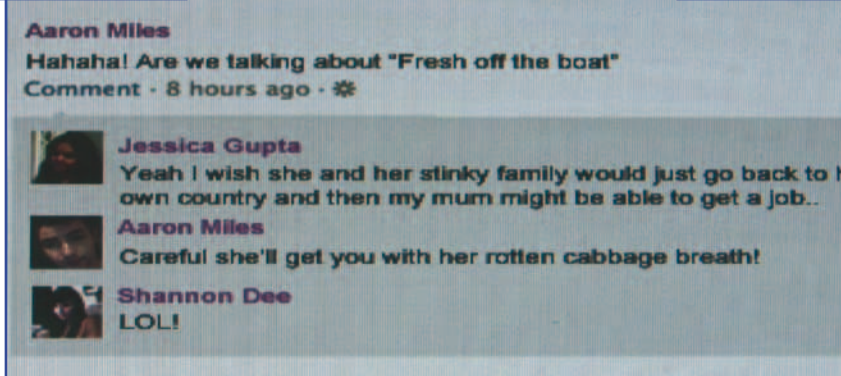 Aaron Miles
Hahaha! Are we talking about "Fresh off the boat"
Comment · 8 hours ago ·
Jessica Gupta
Yeah I wish she and her stinky family would just go back to
own country and then my mum might be able to get a job..
Aaron Miles
Careful she'll get you with her rotten cabbage breath!
Shannon Dee
LOL!